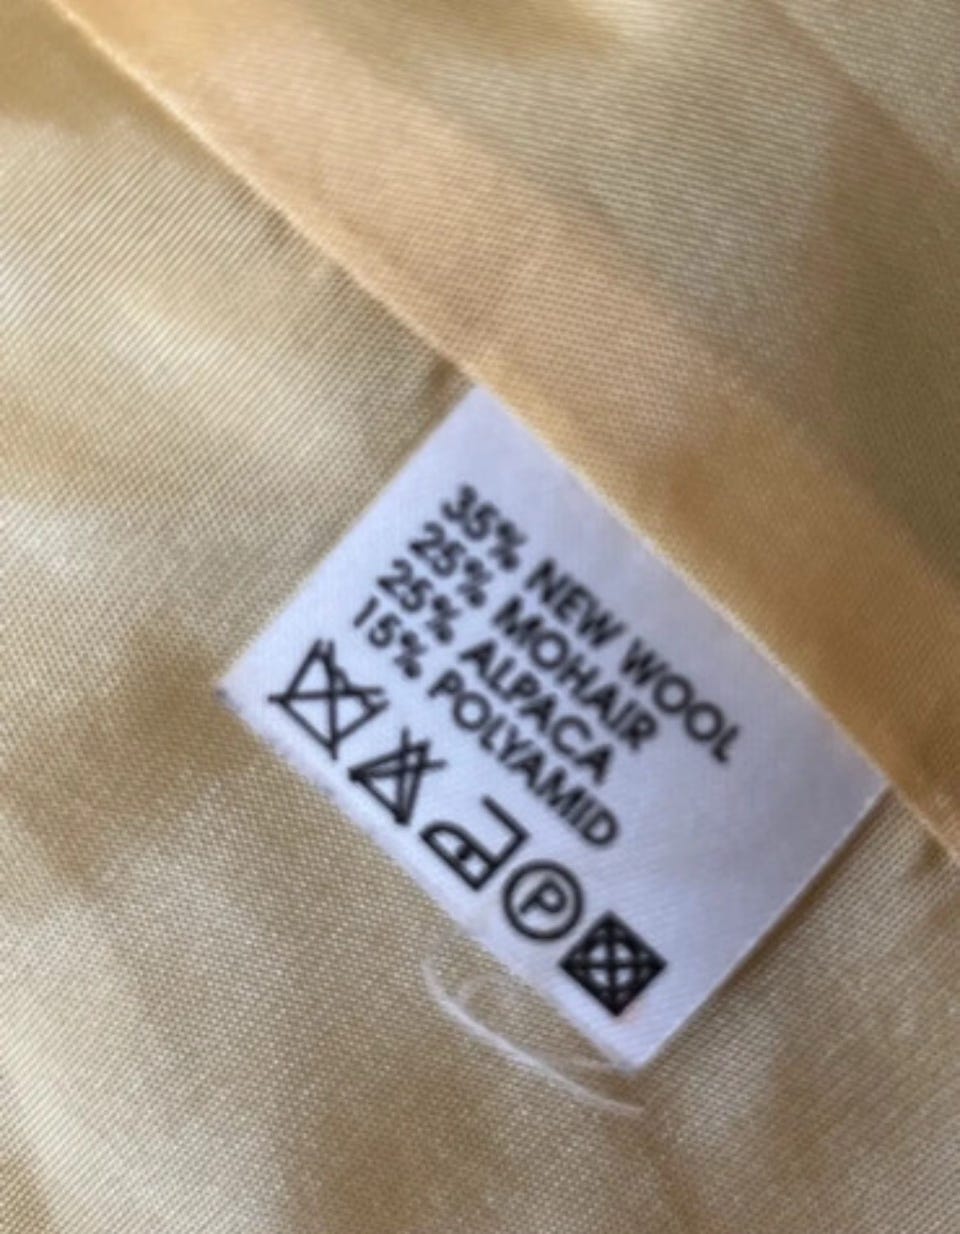 35% NEW WOOL
25% MOHAIR
25% ALPACA
15% POLYAMID
P